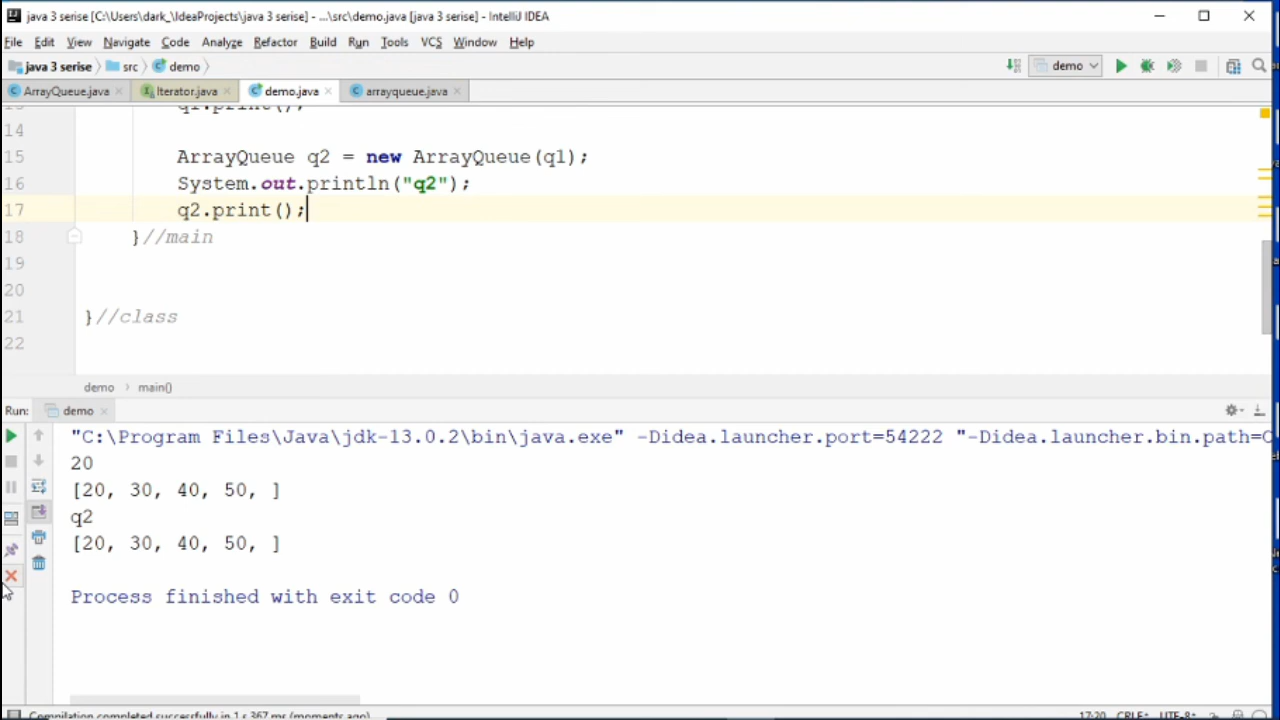 java 3 serise [C:\Users\dark_\IdeaProjects\java 3 serise] - ...\src\demo.java [java 3 serise] - IntelliJ IDEA
File Edit View Navigate Code Analyze Refactor Build Run Tools VCS Window Help
java 3 serise src demo demo
ArrayQueue.java Iterator.java demo.java arrayqueue.java
13 q1.print();
14
15 ArrayQueue q2 = new ArrayQueue(q1);
16 System.out.println("q2");
17 q2.print();
18 }//main
19
20
21 }//class
22
demo main()
Run: demo
"C:\Program Files\Java\jdk-13.0.2\bin\java.exe" -Didea.launcher.port=54222 "-Didea.launcher.bin.path=C
20
[20, 30, 40, 50, ]
q2
[20, 30, 40, 50, ]
Process finished with exit code 0
Compilation completed successfully in 1 s 367 ms (moments ago) 17:20 CRLF÷ UTF-8÷